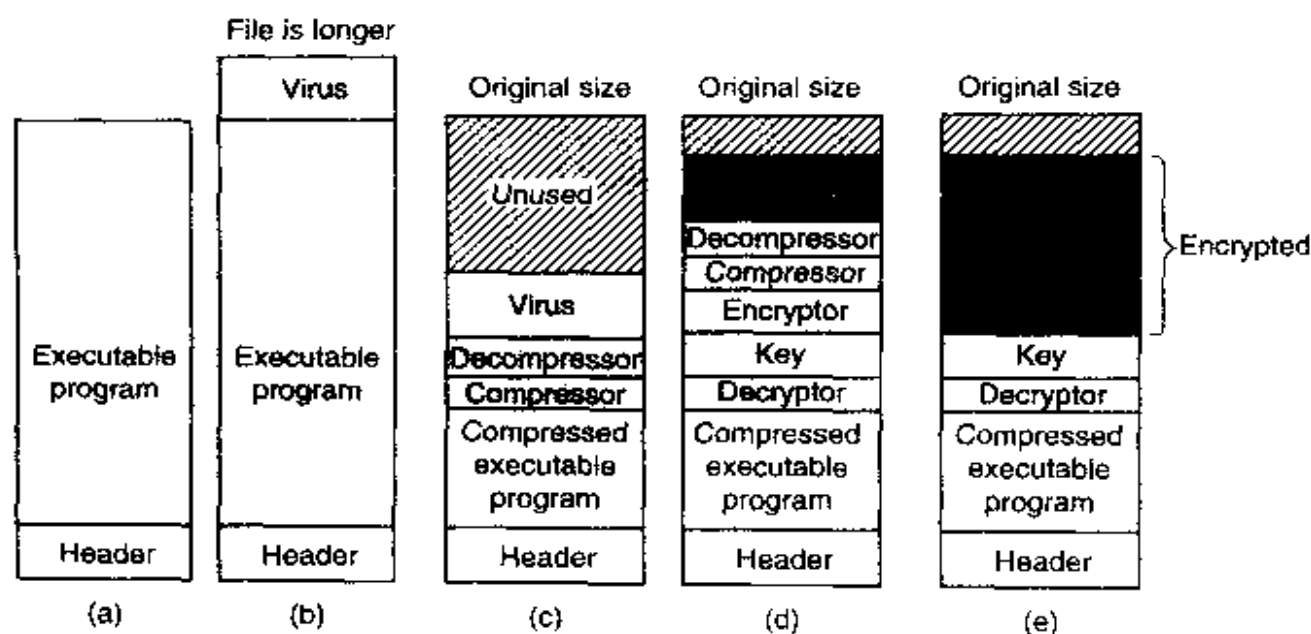 File is longer
Virus
Executable
program
Header
(a)
Executable
program
Header
(b)
Original size
Unused
Virus
Decompressor
Compressor
Compressed
executable
program
Header
(c)
Original size
Decompressor
Compressor
Encryptor
Key
Decryptor
Compressed
executable
program
Header
(d)
Original size
Encrypted
Key
Decryptor
Compressed
executable
program
Header
(e)